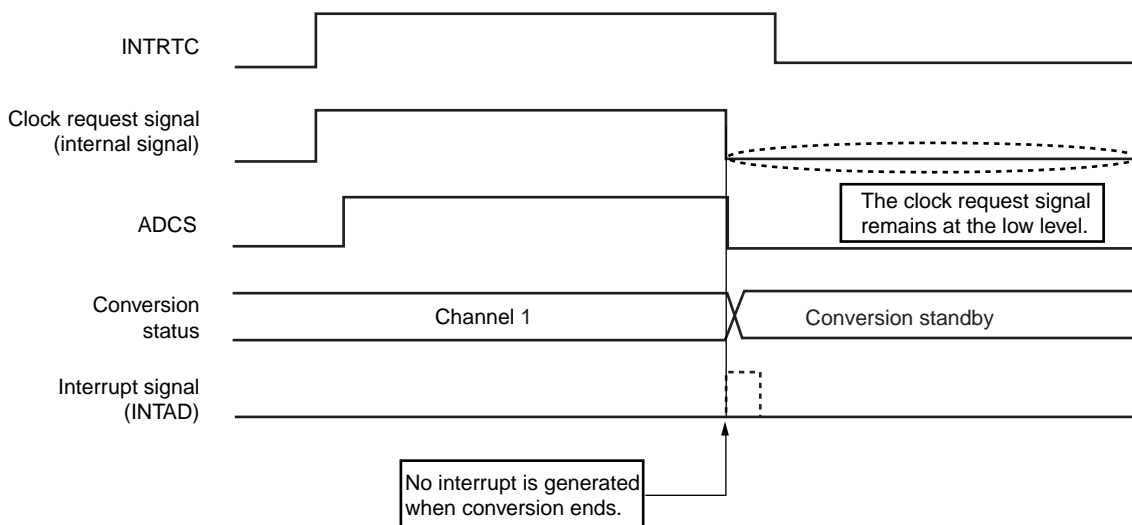 INTRTC
Clock request signal
(internal signal)
The clock request signal
remains at the low level.
ADCS
Conversion
status
Channel 1
Conversion standby
Interrupt signal
(INTAD)
No interrupt is generated
when conversion ends.